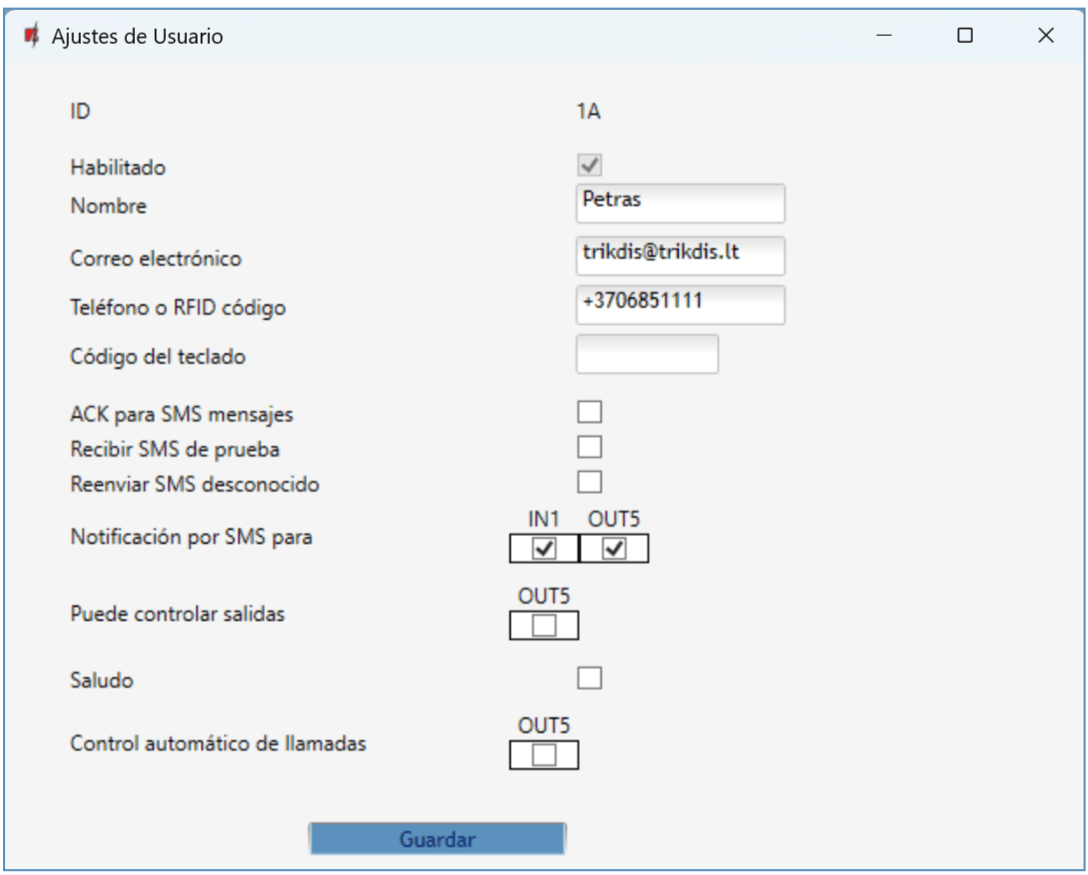 Ajustes de Usuario
ID 1A
Habilitado
Nombre Petras
Correo electrónico trikdis@trikdis.lt
Teléfono o RFID código +3706851111
Código del teclado
ACK para SMS mensajes
Recibir SMS de prueba
Reenviar SMS desconocido
IN1 OUT5
Notificación por SMS para
OUT5
Puede controlar salidas
Saludo
OUT5
Control automático de llamadas
Guardar